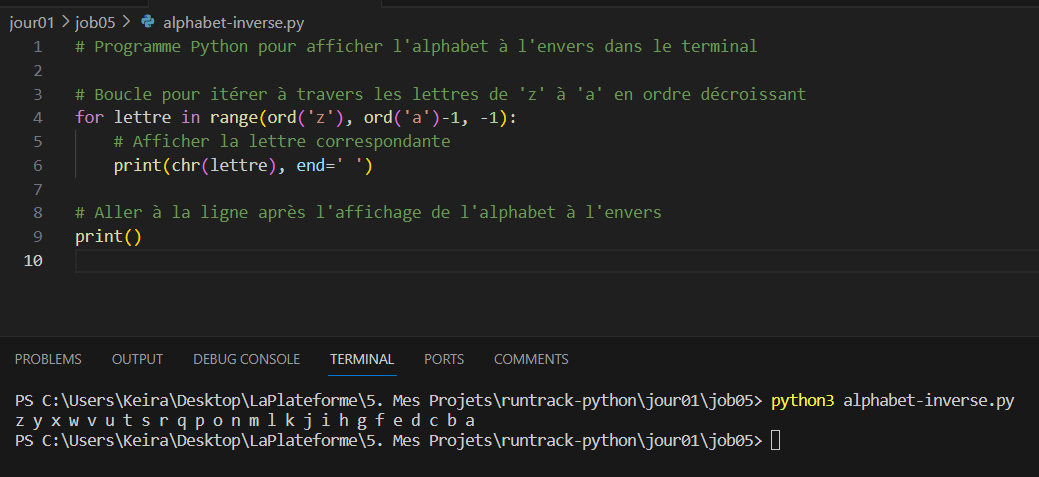 jour01 > job05 > alphabet-inverse.py
1 # Programme Python pour afficher l'alphabet à l'envers dans le terminal
2
3 # Boucle pour itérer à travers les lettres de 'z' à 'a' en ordre décroissant
4 for lettre in range(ord('z'), ord('a')-1, -1):
5     # Afficher la lettre correspondante
6     print(chr(lettre), end=' ')
7
8 # Aller à la ligne après l'affichage de l'alphabet à l'envers
9 print()
10
PROBLEMS OUTPUT DEBUG CONSOLE TERMINAL PORTS COMMENTS
PS C:\Users\Keira\Desktop\LaPlateforme\5. Mes Projets\runtrack-python\jour01\job05> python3 alphabet-inverse.py
z y x w v u t s r q p o n m l k j i h g f e d c b a
PS C:\Users\Keira\Desktop\LaPlateforme\5. Mes Projets\runtrack-python\jour01\job05>